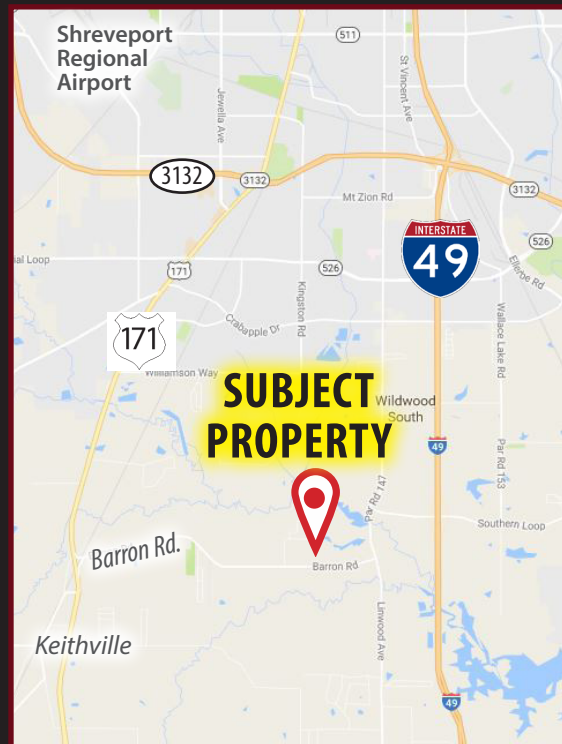 Shreveport
Regional
Airport
511
St Vincent Ave
Jewella Ave
3132
3132
Mt Zion Rd
3132
INTERSTATE
49
526
Ellerbe Rd
ial Loop
171
526
Kingston Rd
Wallace Lake Rd
Crabapple Dr
171
Williamson Way
SUBJECT
PROPERTY
Wildwood
South
49
Par Rd 153
Par Rd 147
Southern Loop
Barron Rd.
Barron Rd
Linwood Ave
Keithville
49